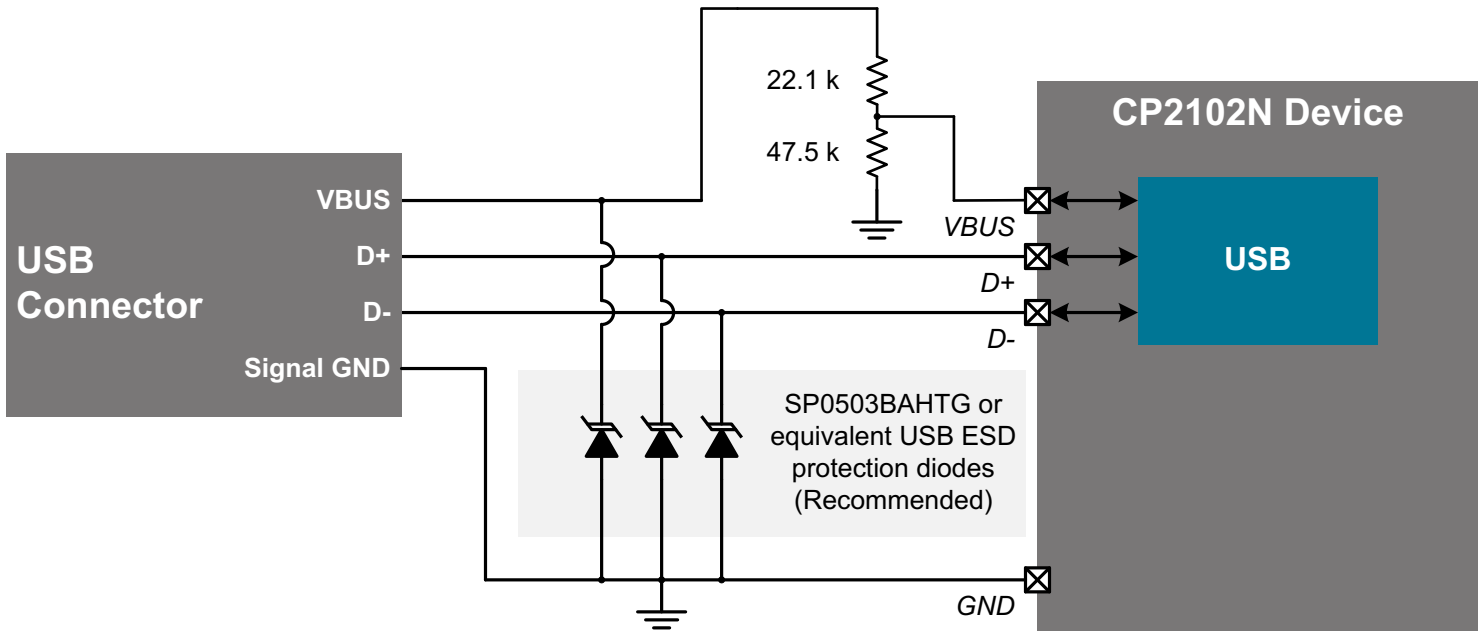 22.1 k
47.5 k
CP2102N Device
USB
Connector
VBUS
D+
D-
Signal GND
VBUS
D+
D-
USB
SP0503BAHTG or
equivalent USB ESD
protection diodes
(Recommended)
GND